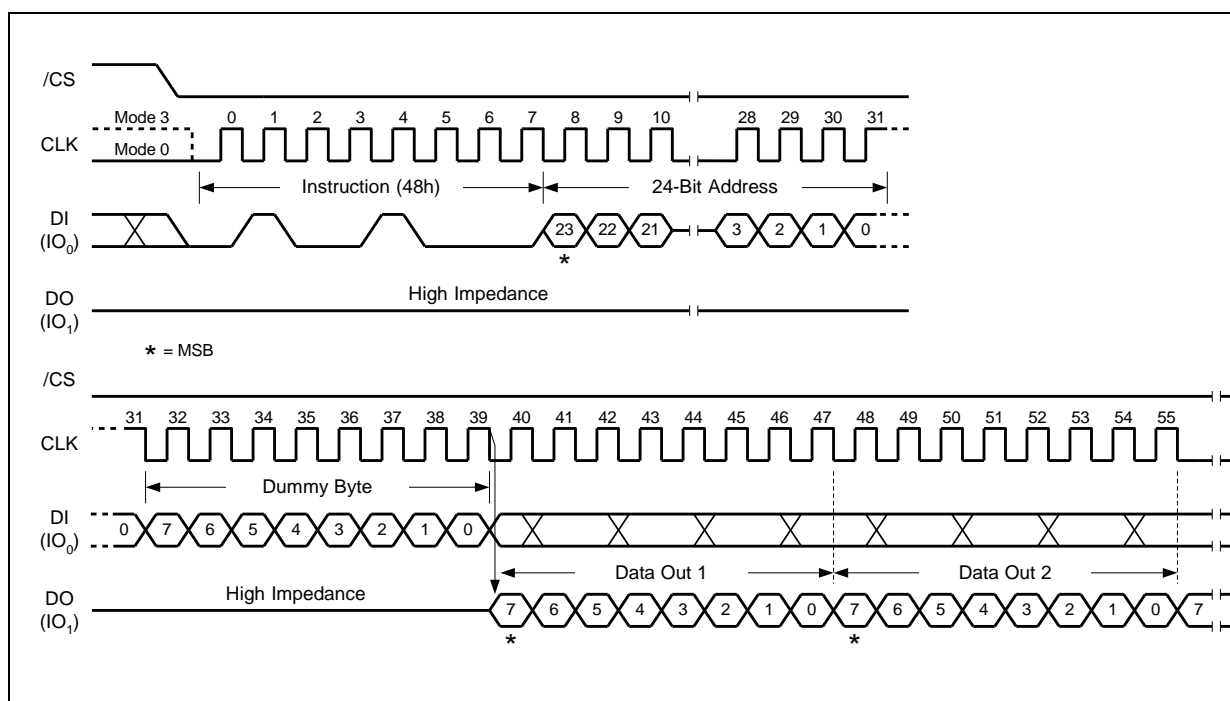 /CS
Mode 3
0 1 2 3 4 5 6 7 8 9 10 28 29 30 31
CLK
Mode 0
Instruction (48h)
24-Bit Address
DI
(IO0)
23 22 21 3 2 1 0
*
High Impedance
DO
(IO1)
* = MSB
/CS
31 32 33 34 35 36 37 38 39 40 41 42 43 44 45 46 47 48 49 50 51 52 53 54 55
CLK
Dummy Byte
DI
(IO0)
0 7 6 5 4 3 2 1 0
Data Out 1
Data Out 2
High Impedance
DO
(IO1)
7 6 5 4 3 2 1 0 7 6 5 4 3 2 1 0 7
* *